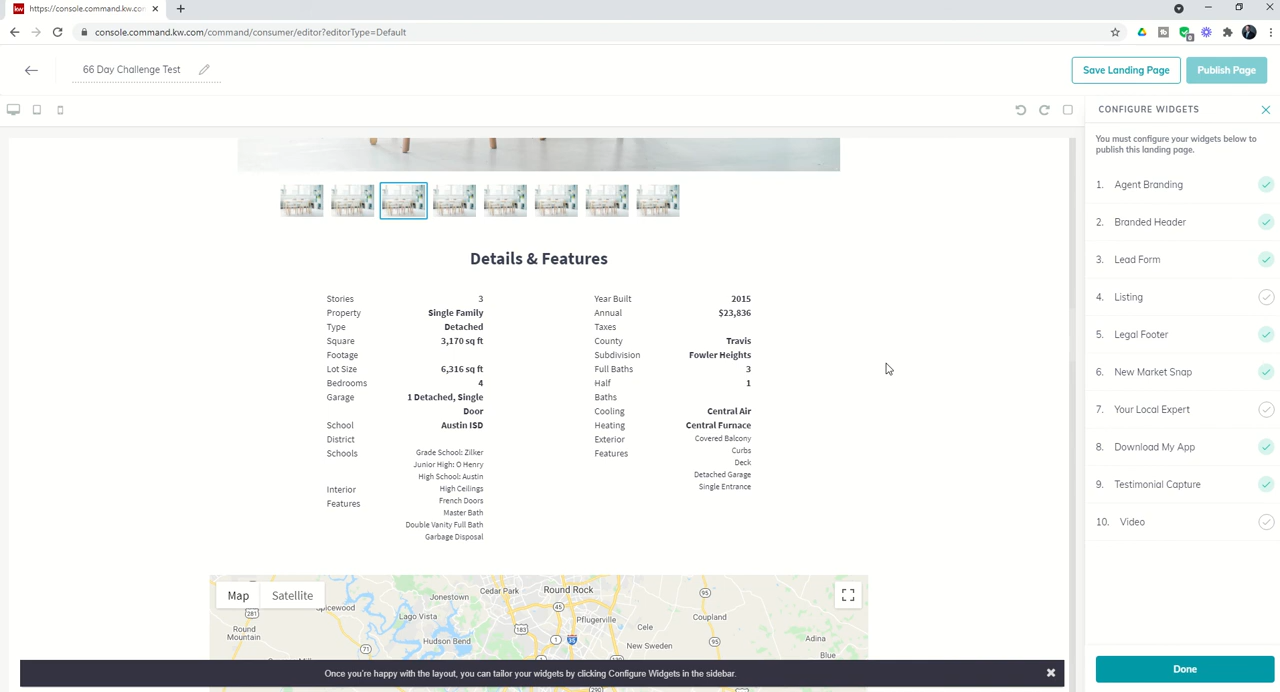 https://console.command.kw.com/
console.command.kw.com/command/consumer/editor?editorType=Default
66 Day Challenge Test
Save Landing Page
Publish Page
CONFIGURE WIDGETS
You must configure your widgets below to
publish this landing page.
1. Agent Branding
2. Branded Header
3. Lead Form
4. Listing
5. Legal Footer
6. New Market Snap
7. Your Local Expert
8. Download My App
9. Testimonial Capture
10. Video
Done
Details & Features
Stories 3
Property Single Family
Type Detached
Square 3,170 sq ft
Footage
Lot Size 6,316 sq ft
Bedrooms 4
Garage 1 Detached, Single
Door
School Austin ISD
District
Schools Grade School: Zilker
Junior High: O Henry
High School: Austin
Interior High Ceilings
Features French Doors
Master Bath
Double Vanity Full Bath
Garbage Disposal
Year Built 2015
Annual $23,836
Taxes
County Travis
Subdivision Fowler Heights
Full Baths 3
Half 1
Baths
Cooling Central Air
Heating Central Furnace
Exterior Covered Balcony
Features Curbs
Deck
Detached Garage
Single Entrance
Map
Satellite
Spicewood
281
Round
Mountain
Jonestown
Cedar Park
Round Rock
Lago Vista
45
95
Coupland
183
Pflugerville
Hudson Bend
1
35
Cele
95
Adina
71
New Sweden
Blue
290
Once you're happy with the layout, you can tailor your widgets by clicking Configure Widgets in the sidebar.